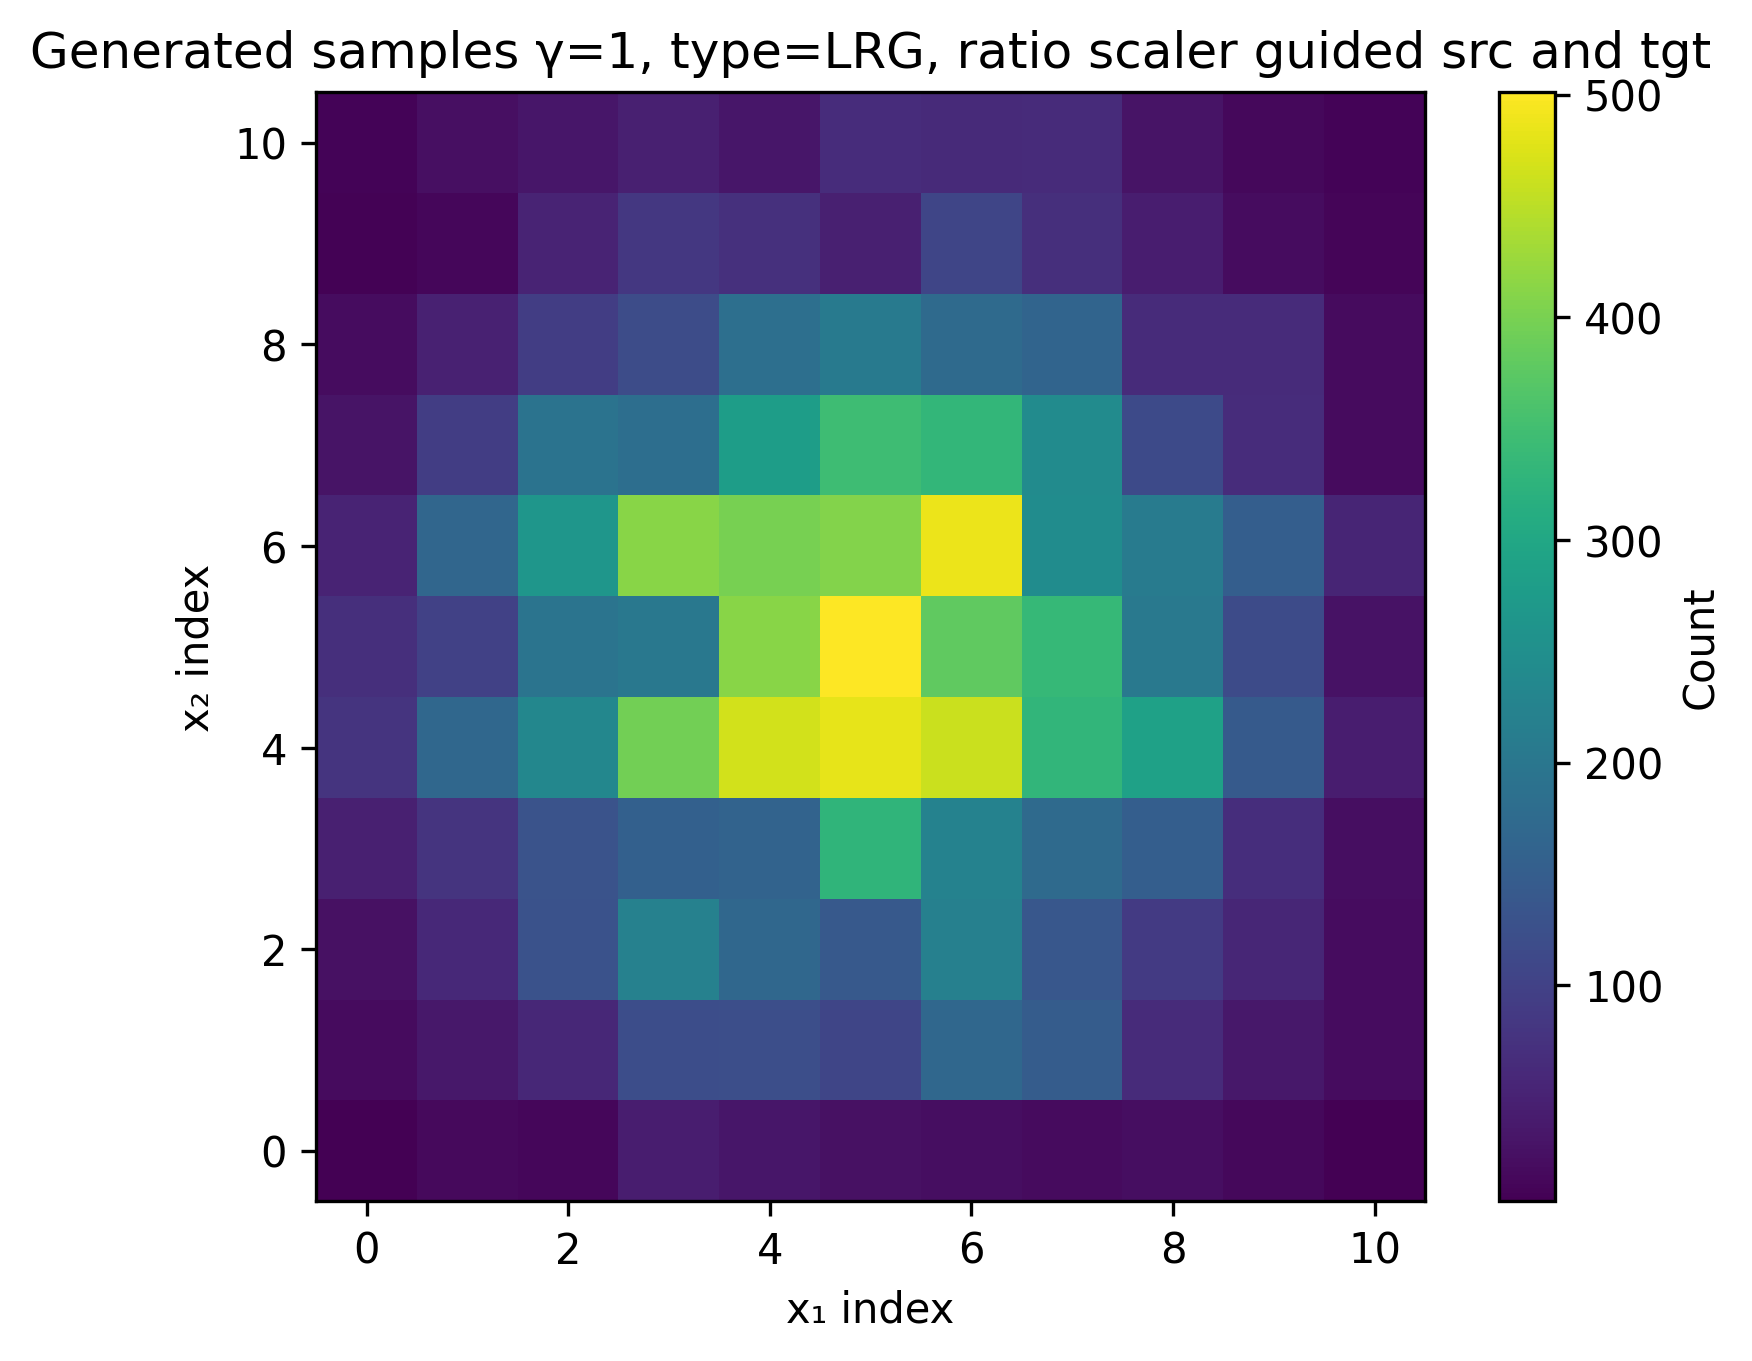 Generated samples γ=1, type=LRG, ratio scaler guided src and tgt
10
8
6
4
2
0
x₂ index
0 2 4 6 8 10
x₁ index
500
400
300
200
100
Count